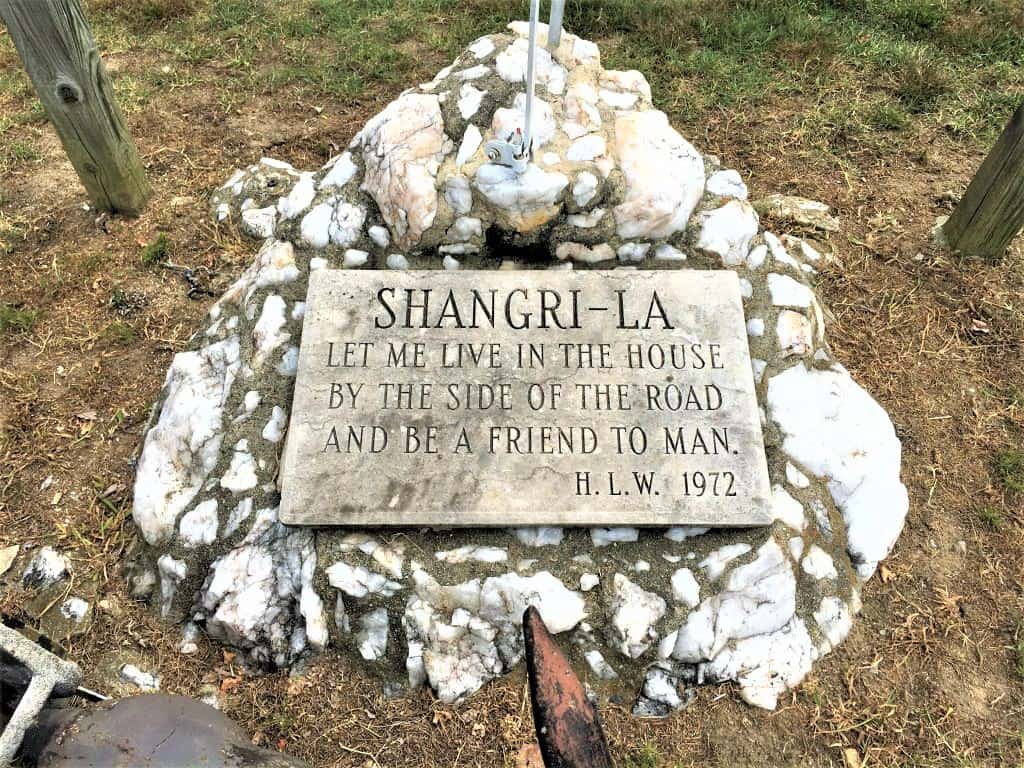 SHANGRI-LA
LET ME LIVE IN THE HOUSE
BY THE SIDE OF THE ROAD
AND BE A FRIEND TO MAN.
H. L. W. 1972